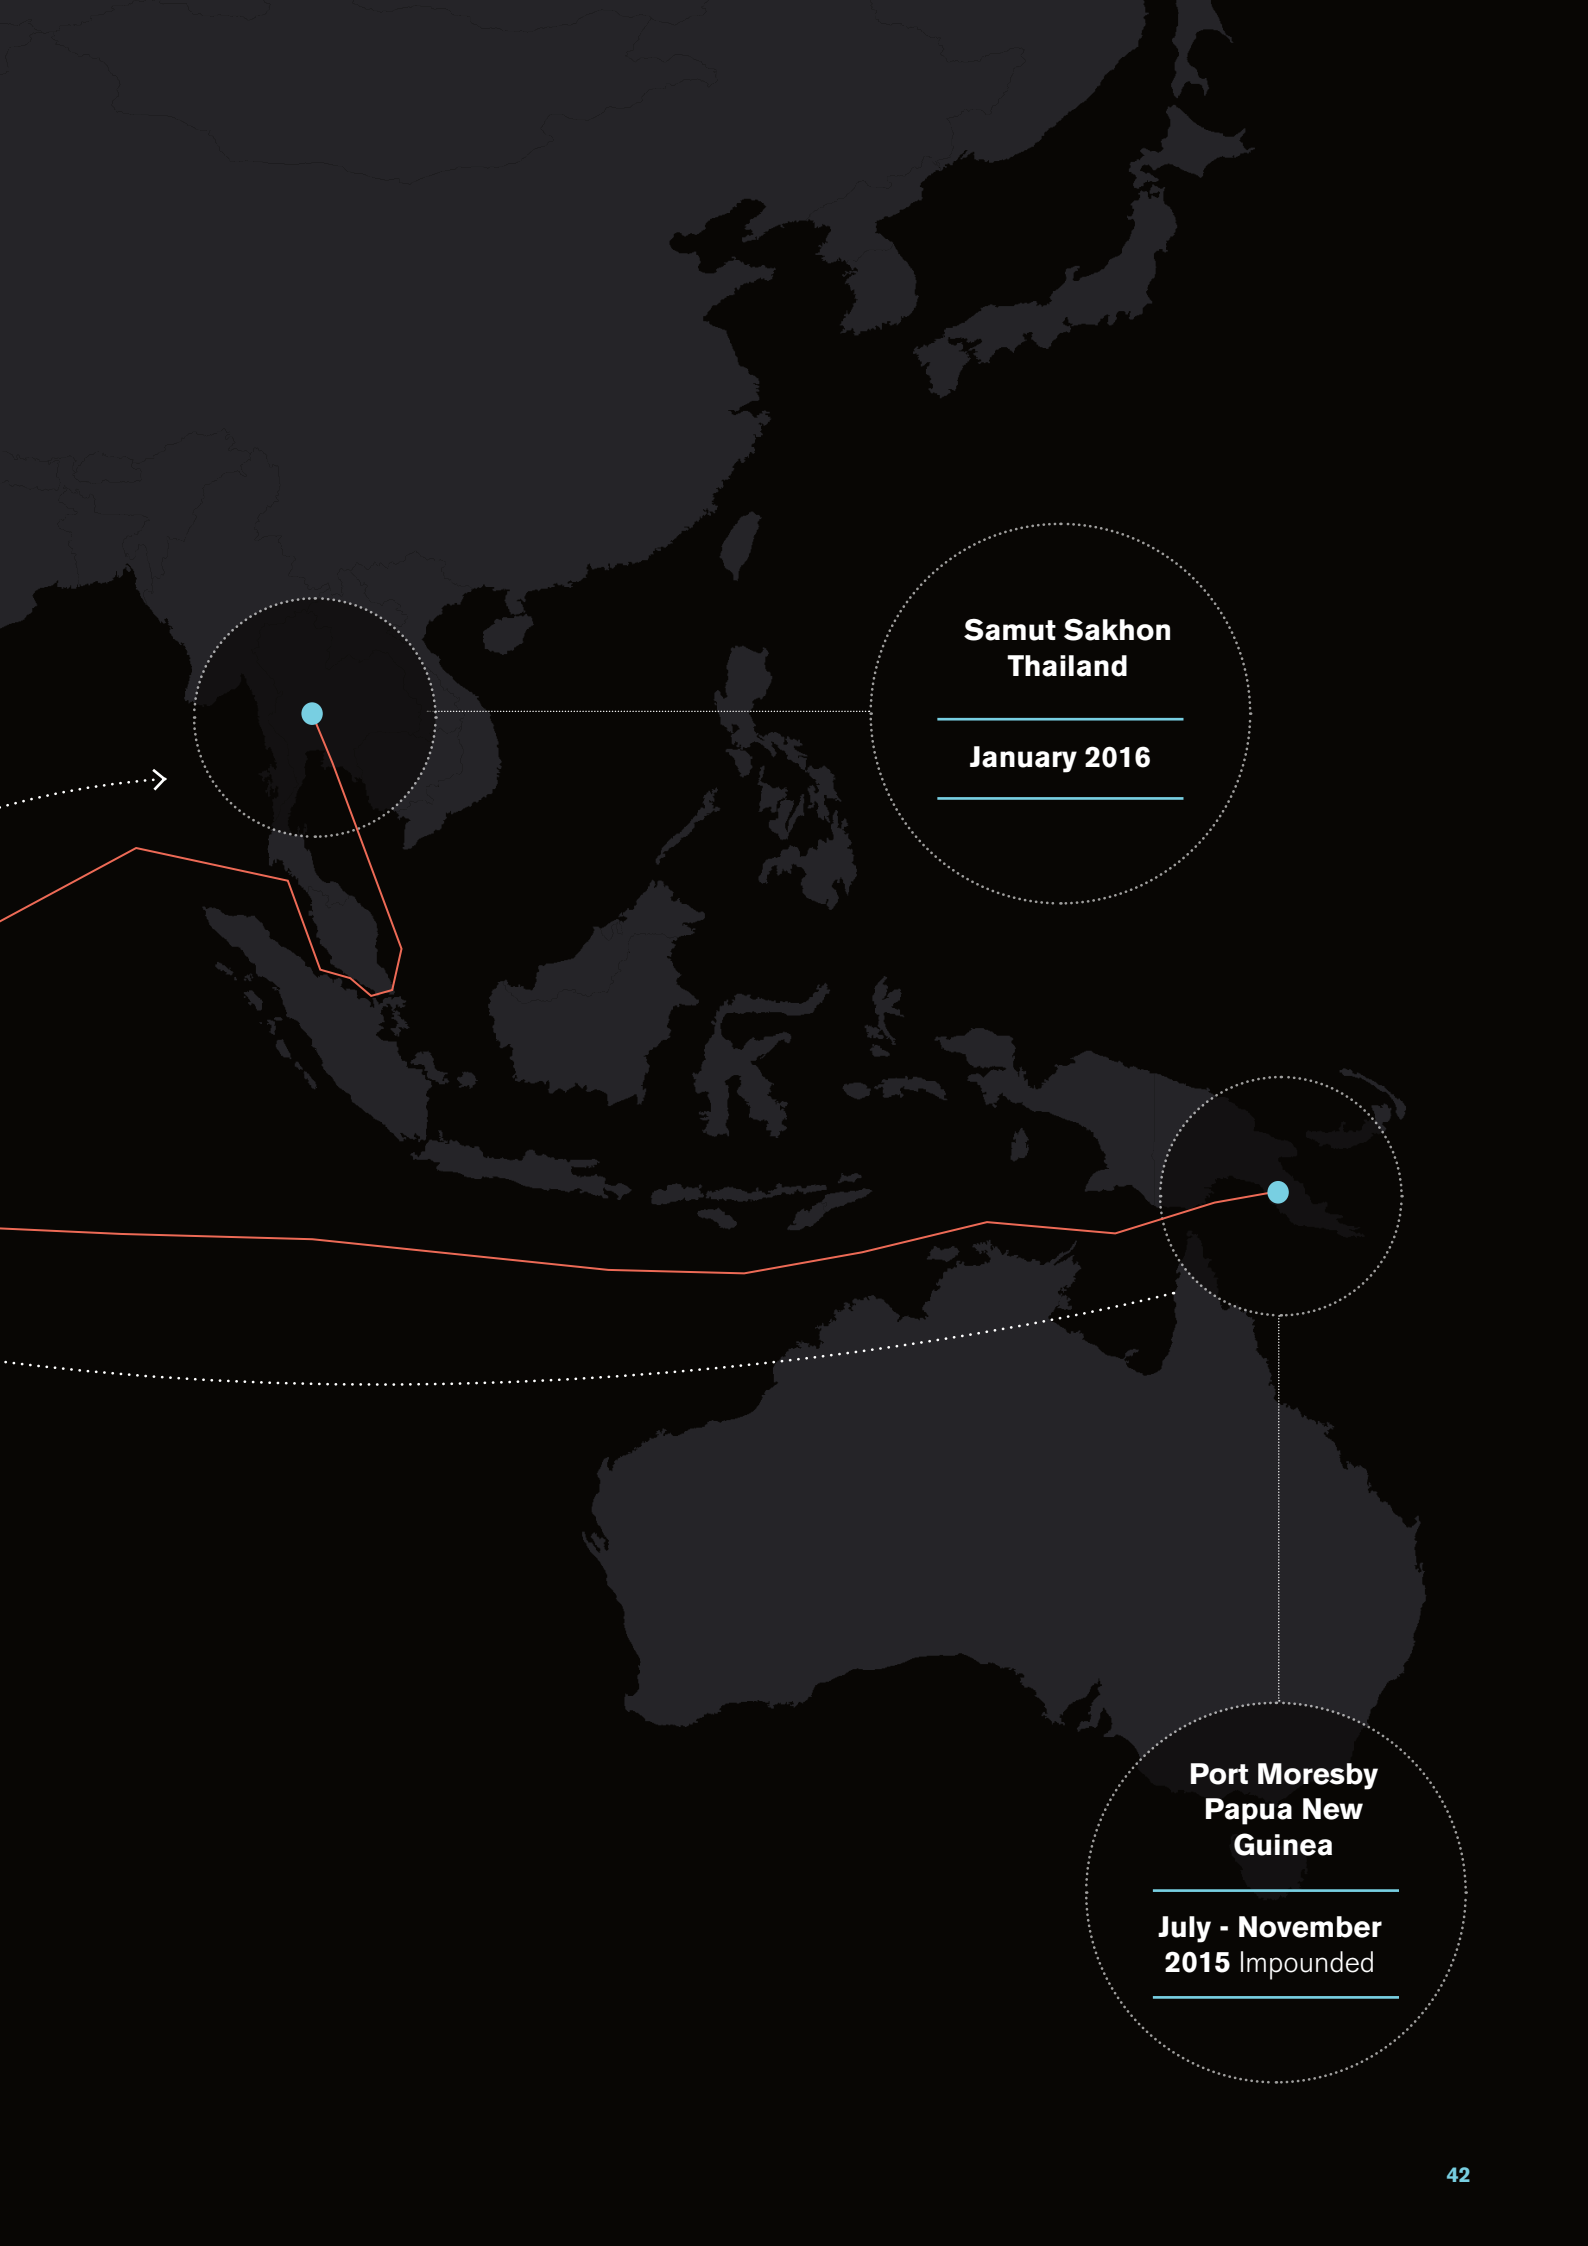 Samut Sakhon
Thailand
January 2016
Port Moresby
Papua New
Guinea
July - November
2015 Impounded
42